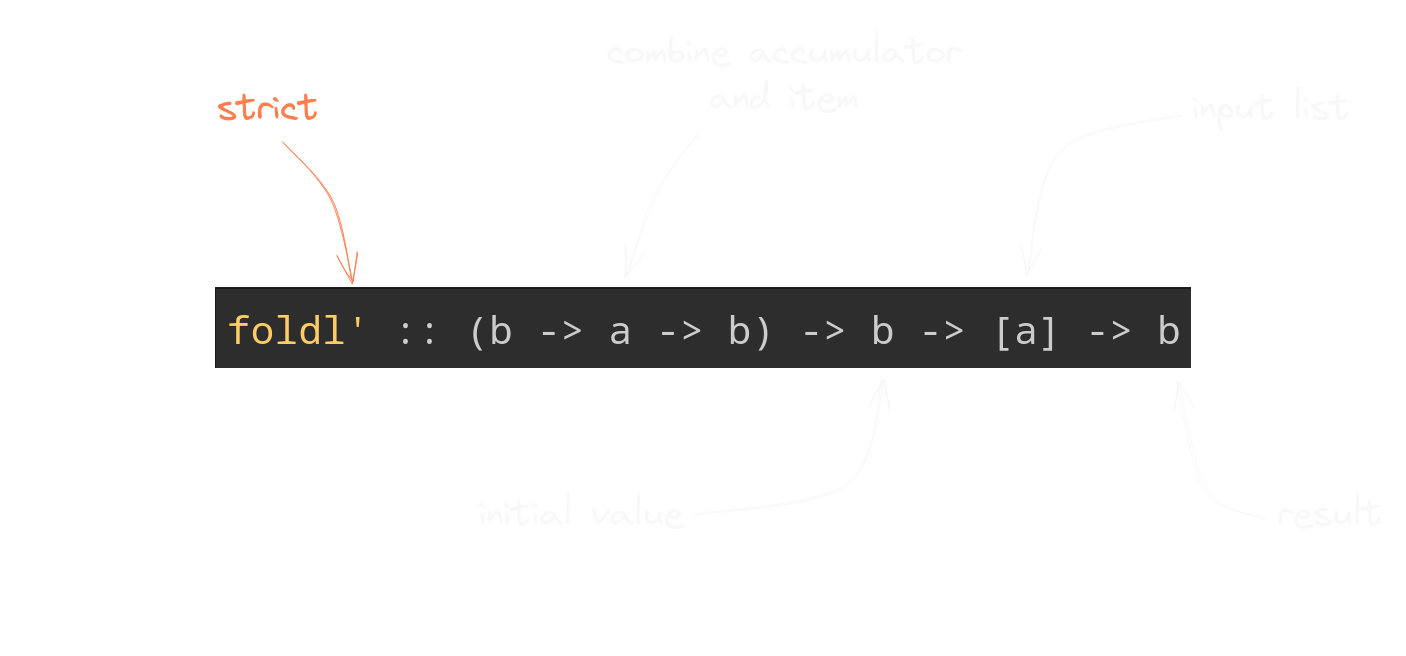 combine accumulator
and item
strict
input list
foldl' :: (b -> a -> b) -> b -> [a] -> b
initial value
result